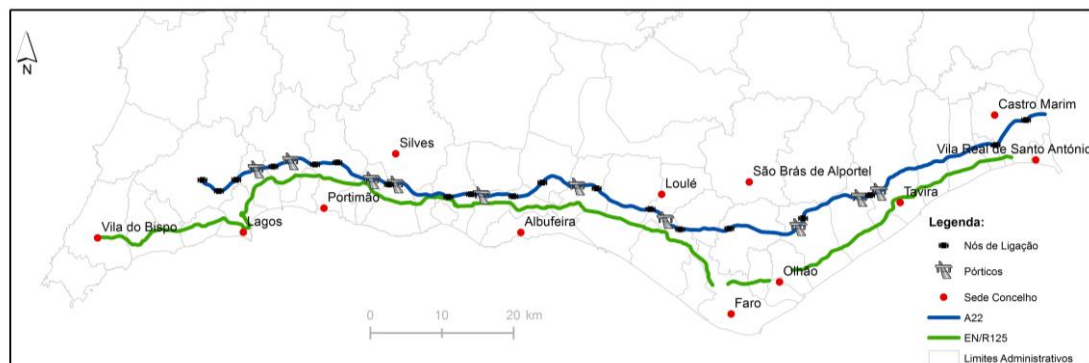 N
Castro Marim
Silves
Vila Real de Santo António
São Brás de Alportel
Loulé
Portimão
Tavira
Vila do Bispo
Lagos
Albufeira
Olhão
Faro
0 10 20 km
Legenda:
Nós de Ligação
Pórticos
Sede Concelho
A22
EN/R125
Limites Administrativos